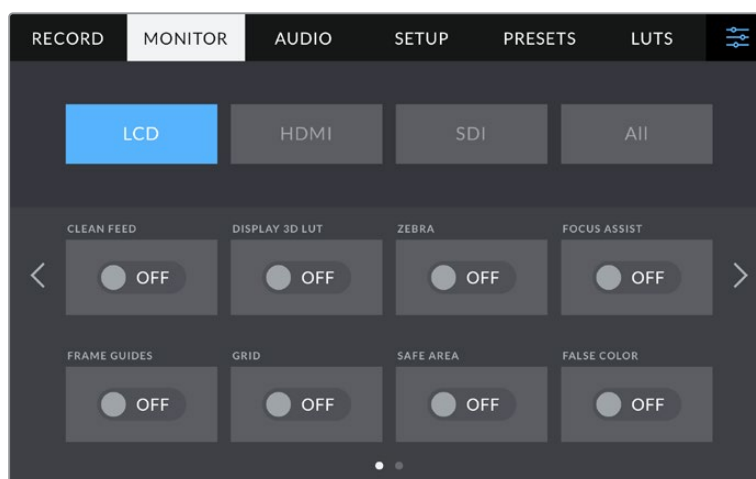 RECORD MONITOR AUDIO SETUP PRESETS LUTS
LCD HDMI SDI All
CLEAN FEED DISPLAY 3D LUT ZEBRA FOCUS ASSIST
OFF OFF OFF OFF
FRAME GUIDES GRID SAFE AREA FALSE COLOR
OFF OFF OFF OFF